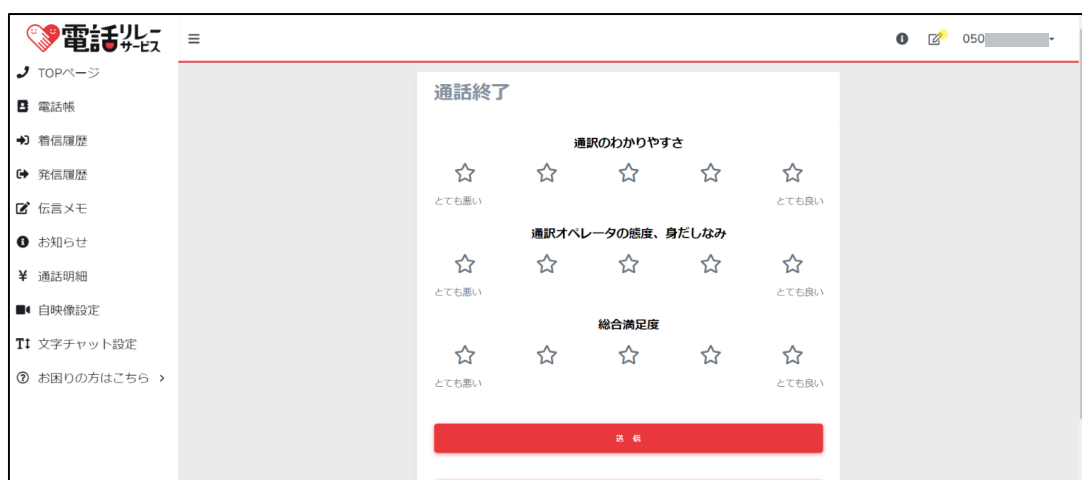 電話リレーサービス
050
TOPページ
電話帳
着信履歴
発信履歴
伝言メモ
お知らせ
通話明細
自映像設定
文字チャット設定
お困りの方はこちら
通話終了
通訳のわかりやすさ
とても悪い とても良い
通訳オペレータの態度、身だしなみ
とても悪い とても良い
総合満足度
とても悪い とても良い
送 信